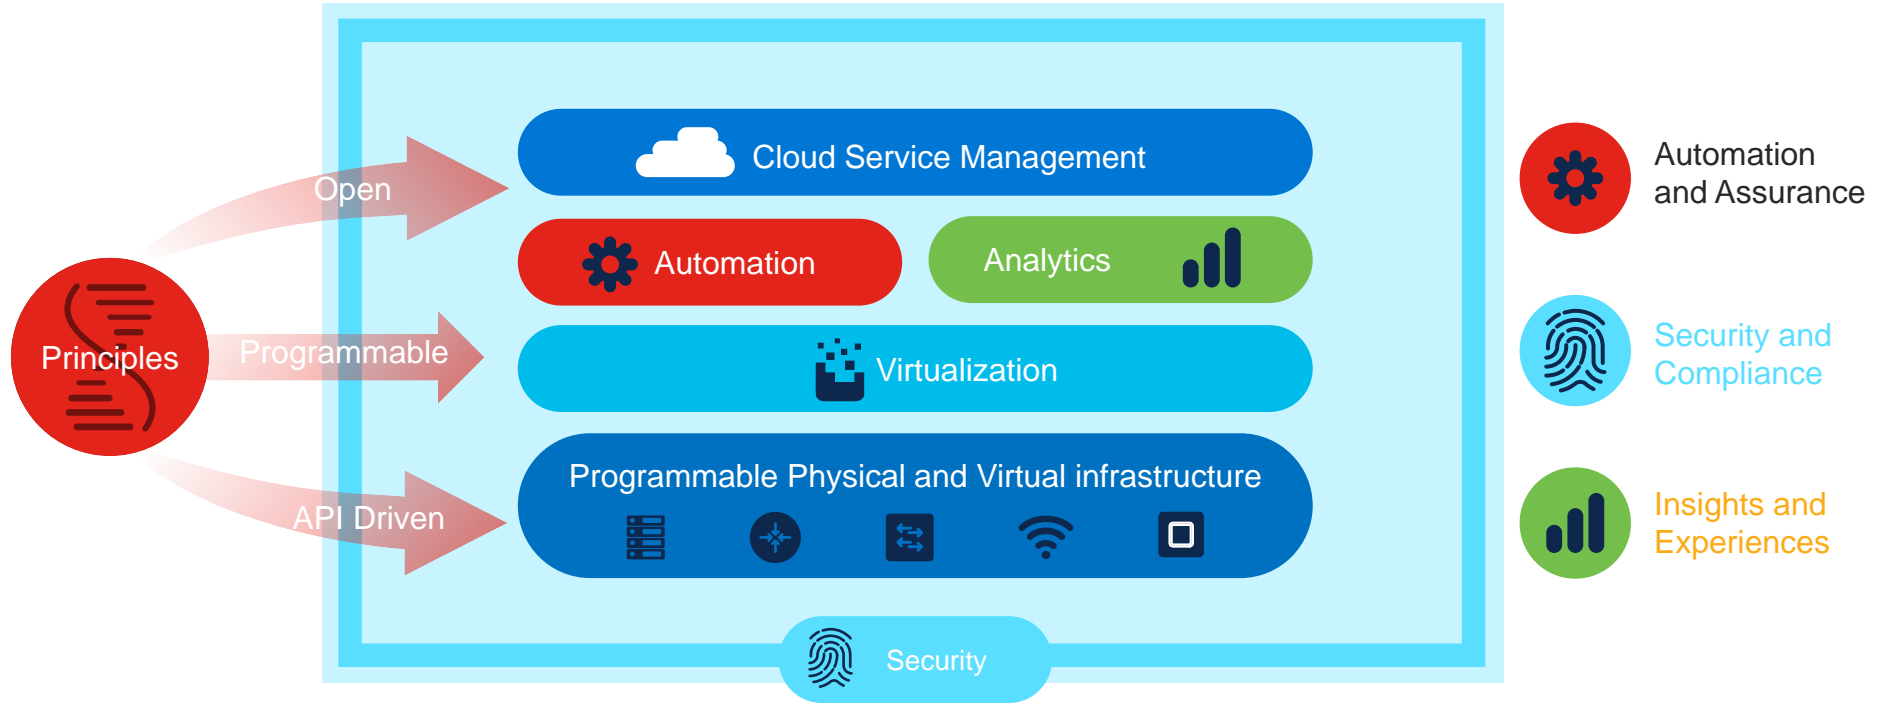 Principles
Open
Programmable
API Driven
Cloud Service Management
Automation
Analytics
Virtualization
Programmable Physical and Virtual infrastructure
Security
Automation
and Assurance
Security and
Compliance
Insights and
Experiences